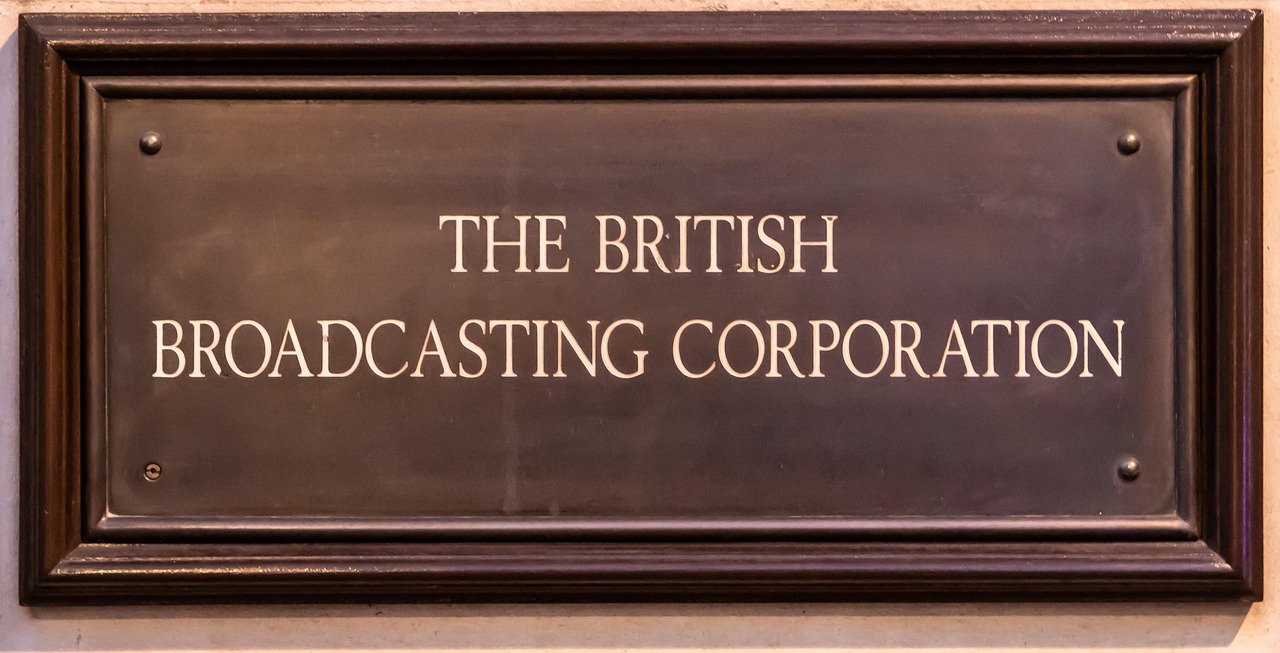 THE BRITISH
BROADCASTING CORPORATION